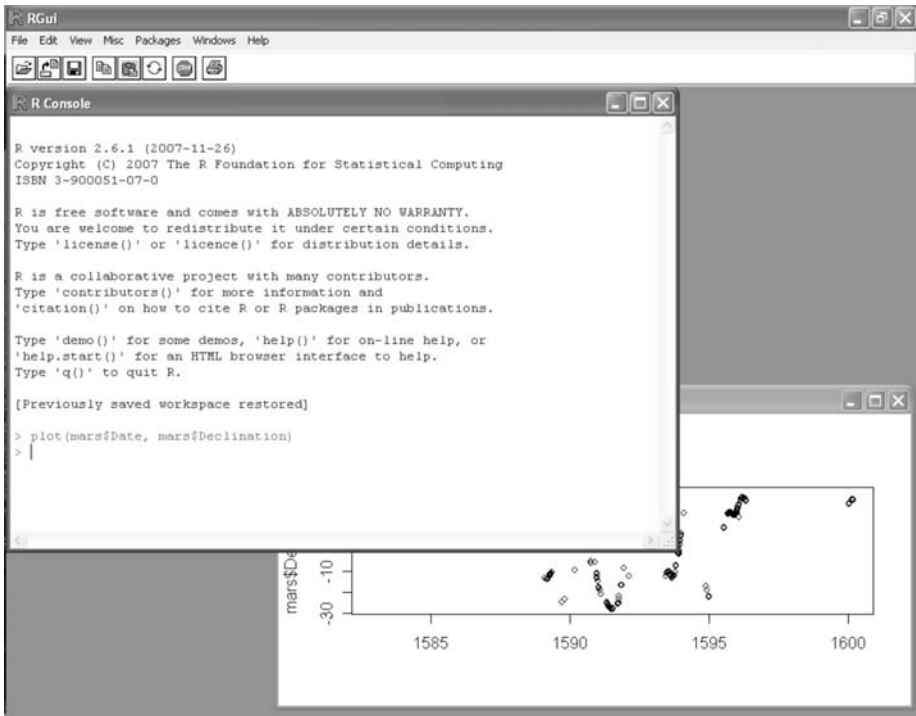 RGui
File Edit View Misc Packages Windows Help
R Console
R version 2.6.1 (2007-11-26)
Copyright (C) 2007 The R Foundation for Statistical Computing
ISBN 3-900051-07-0
R is free software and comes with ABSOLUTELY NO WARRANTY.
You are welcome to redistribute it under certain conditions.
Type 'license()' or 'licence()' for distribution details.
R is a collaborative project with many contributors.
Type 'contributors()' for more information and
'citation()' on how to cite R or R packages in publications.
Type 'demo()' for some demos, 'help()' for on-line help, or
'help.start()' for an HTML browser interface to help.
Type 'q()' to quit R.
[Previously saved workspace restored]
> plot(mars$Date, mars$Declination)
>
mars$De
-10
-30
1585 1590 1595 1600